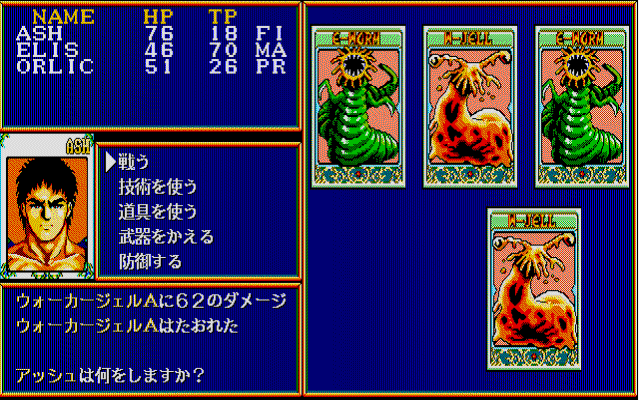 NAME HP TP
ASH 76 18 FI
ELIS 46 70 MA
ORLIC 51 26 PR
E-WORM W-JELL E-WORM
ASH
戦う
技術を使う
道具を使う
武器をかえる
防御する
W-JELL
ウォーカージェルAに62のダメージ
ウォーカージェルAはたおれた
アッシュは何をしますか?